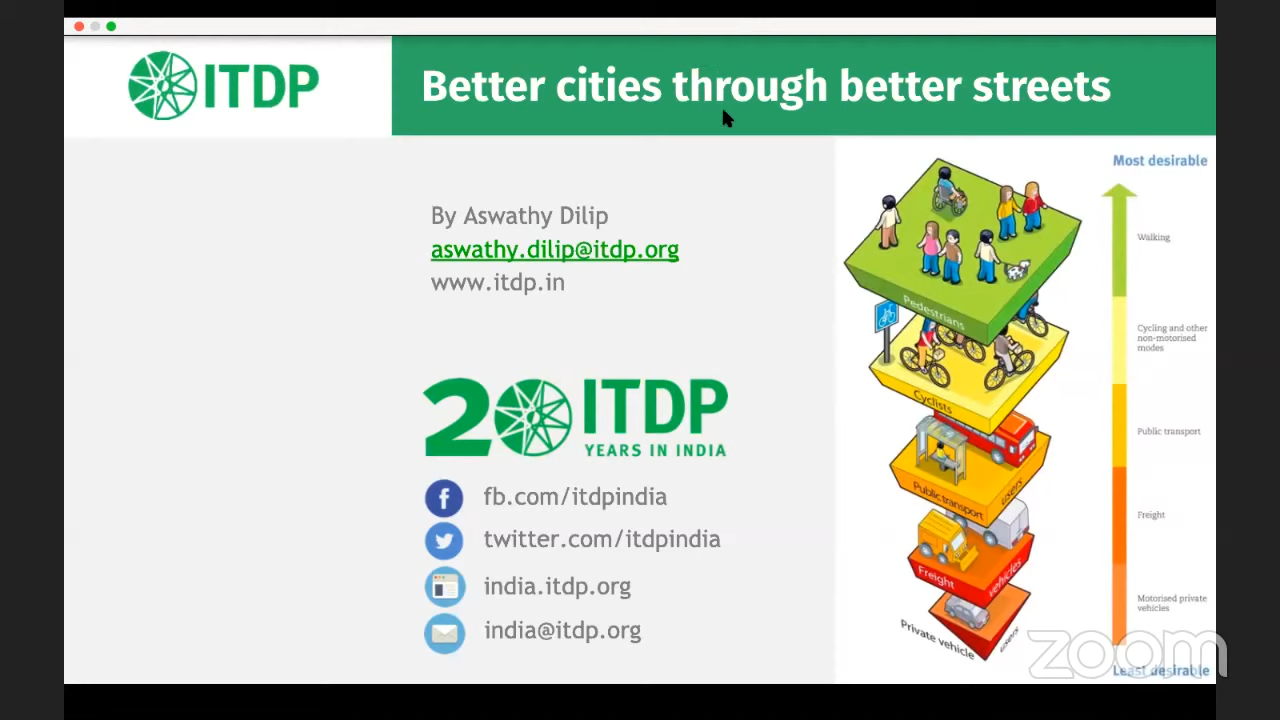 ITDP
Better cities through better streets
By Aswathy Dilip
aswathy.dilip@itdp.org
www.itdp.in
20 ITDP
YEARS IN INDIA
fb.com/itdpindia
twitter.com/itdpindia
india.itdp.org
india@itdp.org
Most desirable
Walking
Cycling and other
non-motorised
modes
Public transport
Freight
Motorised private
vehicles
Least desirable
Pedestrians
Cyclists
Public transport users
Freight vehicles
Private vehicle users
zoom